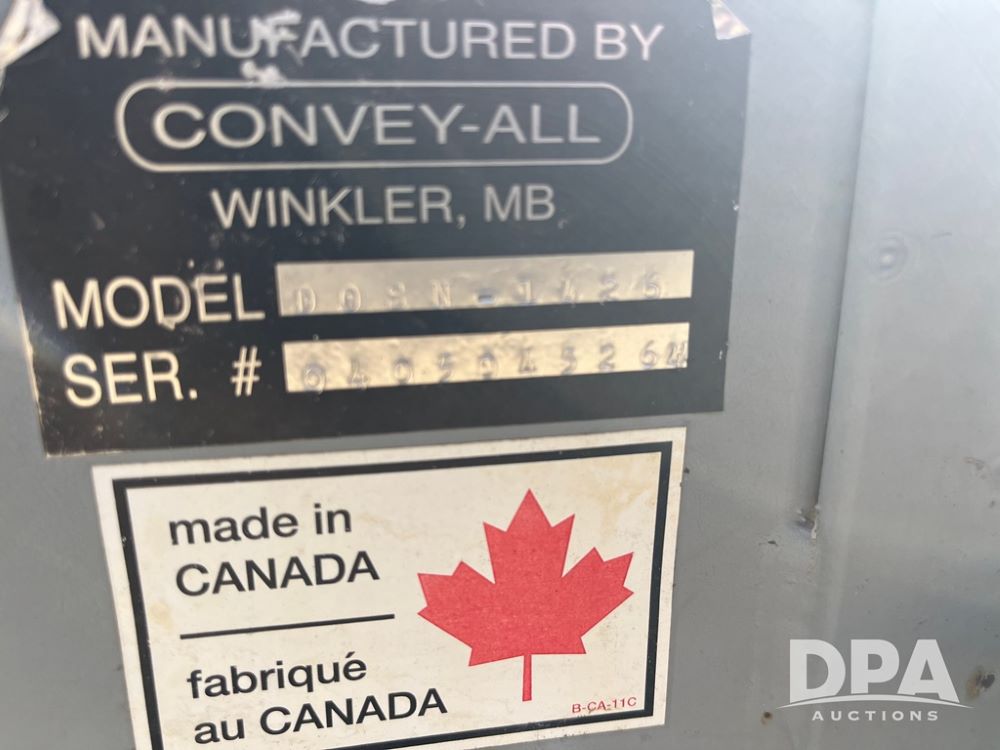 MANUFACTURED BY
CONVEY-ALL
WINKLER, MB
MODEL
SER. #
made in
CANADA
fabriqué
au CANADA
B-CA-11C
DPA
AUCTIONS